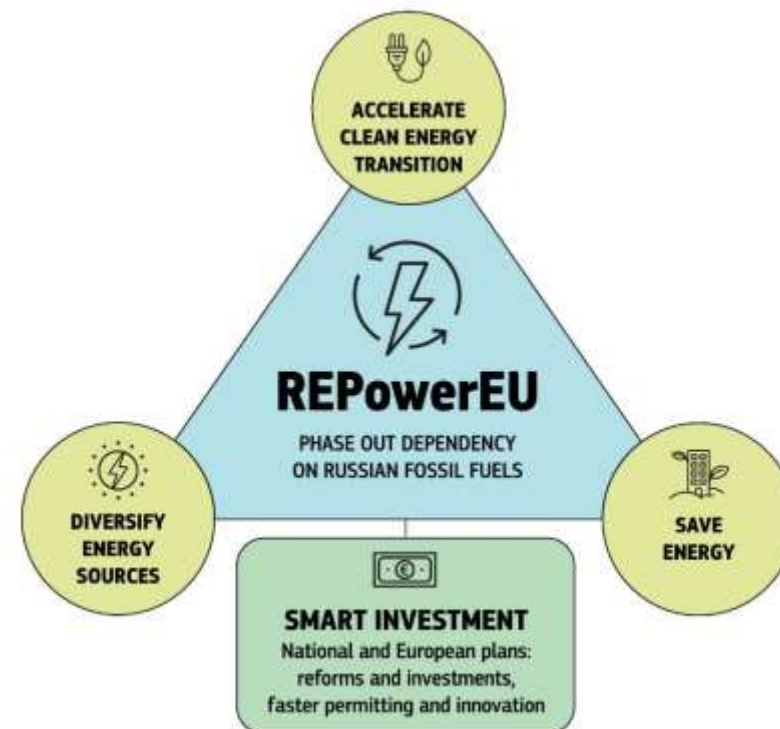 ACCELERATE
CLEAN ENERGY
TRANSITION
REPowerEU
PHASE OUT DEPENDENCY
ON RUSSIAN FOSSIL FUELS
DIVERSIFY
ENERGY
SOURCES
SAVE
ENERGY
€
SMART INVESTMENT
National and European plans:
reforms and investments,
faster permitting and innovation